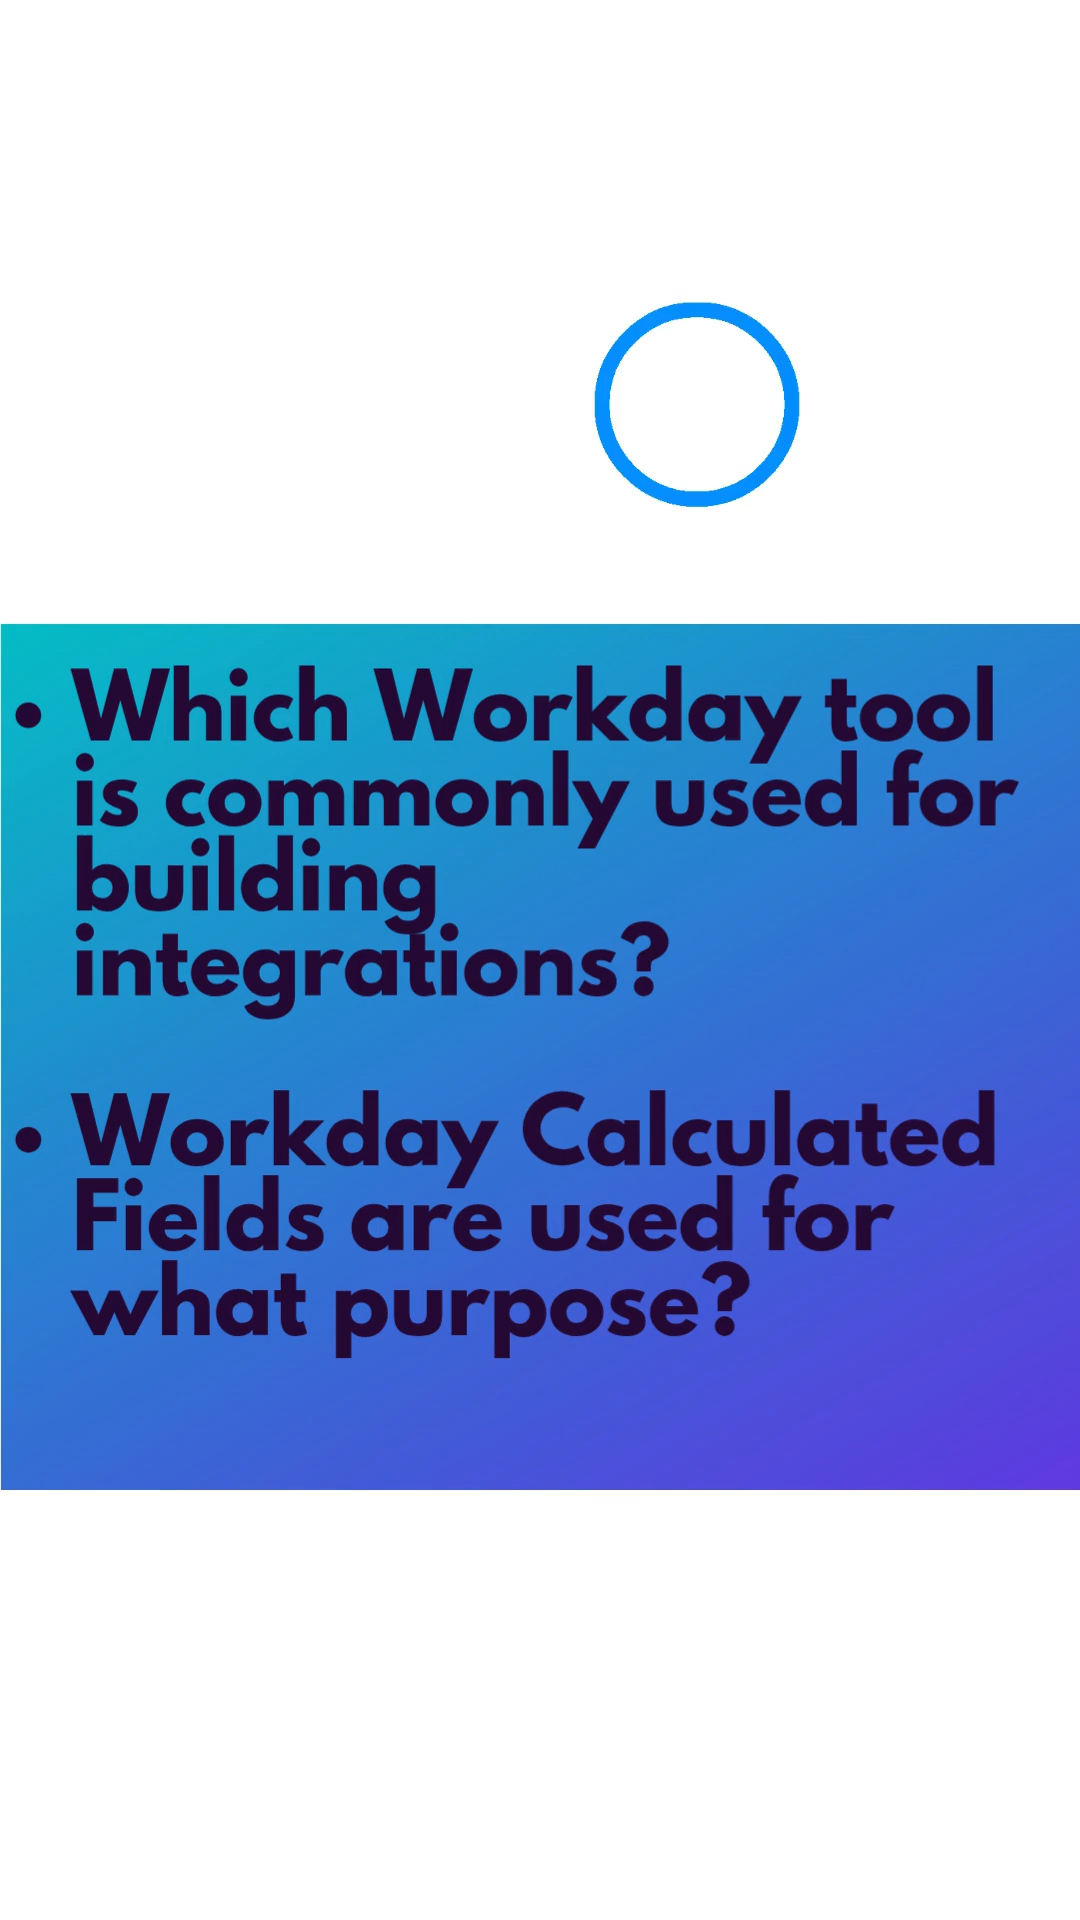 • Which Workday tool
is commonly used for
building
integrations?
• Workday Calculated
Fields are used for
what purpose?